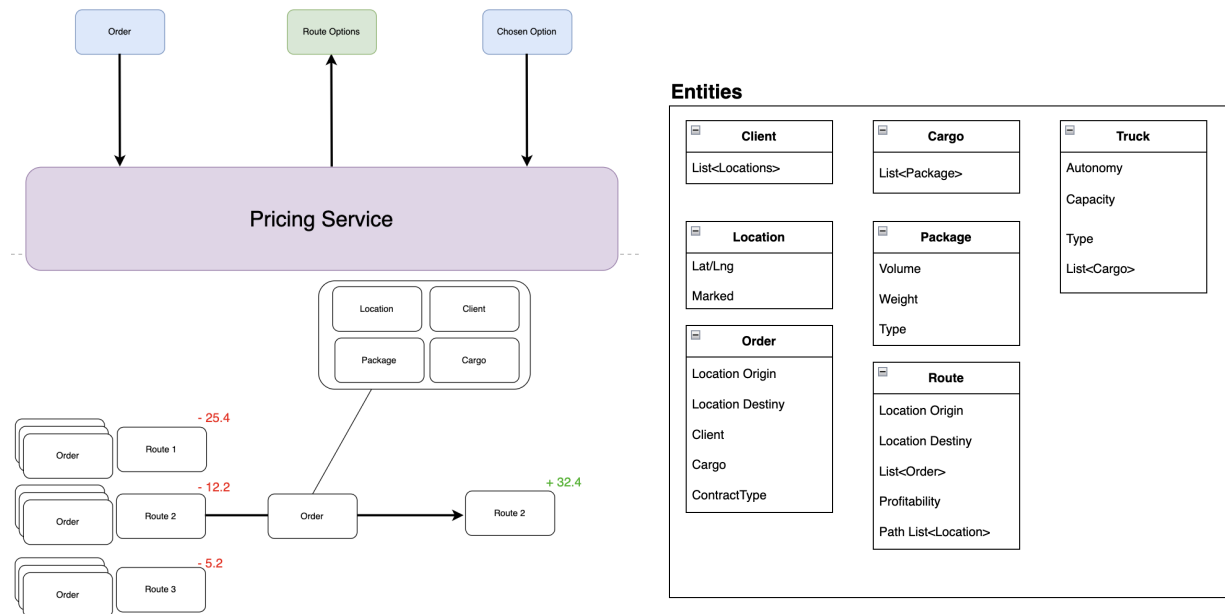 Order
Route Options
Chosen Option
Pricing Service
Location
Client
Package
Cargo
- 25.4
Order
Route 1
- 12.2
Order
Route 2
Order
+ 32.4
Route 2
- 5.2
Order
Route 3
Entities
Client
List<Locations>
Cargo
List<Package>
Truck
Autonomy
Capacity
Type
List<Cargo>
Location
Lat/Lng
Marked
Package
Volume
Weight
Type
Order
Location Origin
Location Destiny
Client
Cargo
ContractType
Route
Location Origin
Location Destiny
List<Order>
Profitability
Path List<Location>